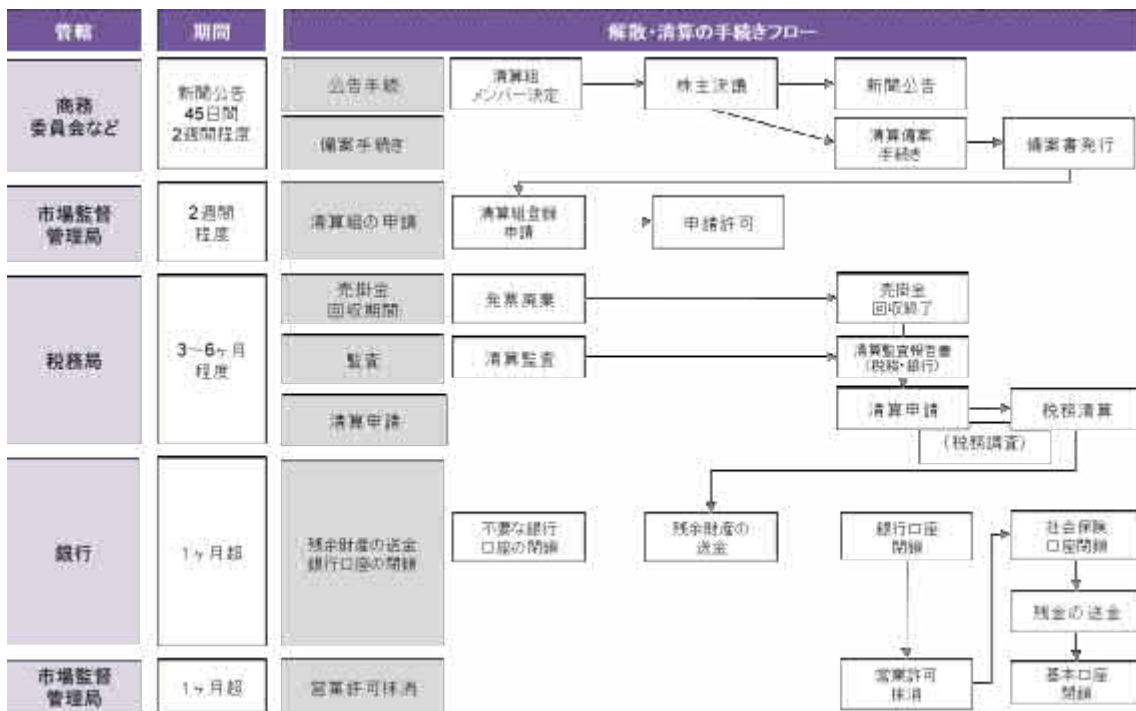 管轄
期間
解散・清算の手続きフロー
商務
委員会など
新聞公告
45日間
2週間程度
公告手続
清算組
メンバー決定
株主決議
新聞公告
備案手続き
清算備案
手続き
備案書発行
市場監督
管理局
2週間
程度
清算組の申請
清算組登録
申請
申請許可
税務局
3~6ヶ月
程度
売掛金
回収期間
発票廃棄
売掛金
回収終了
監査
清算監査
清算監査報告書
(税務・銀行)
清算申請
清算申請
税務清算
(税務調査)
銀行
1ヶ月超
残余財産の送金
銀行口座の閉鎖
不要な銀行
口座の閉鎖
残余財産の
送金
銀行口座
閉鎖
社会保険
口座閉鎖
残金の送金
市場監督
管理局
1ヶ月超
営業許可抹消
営業許可
抹消
基本口座
閉鎖